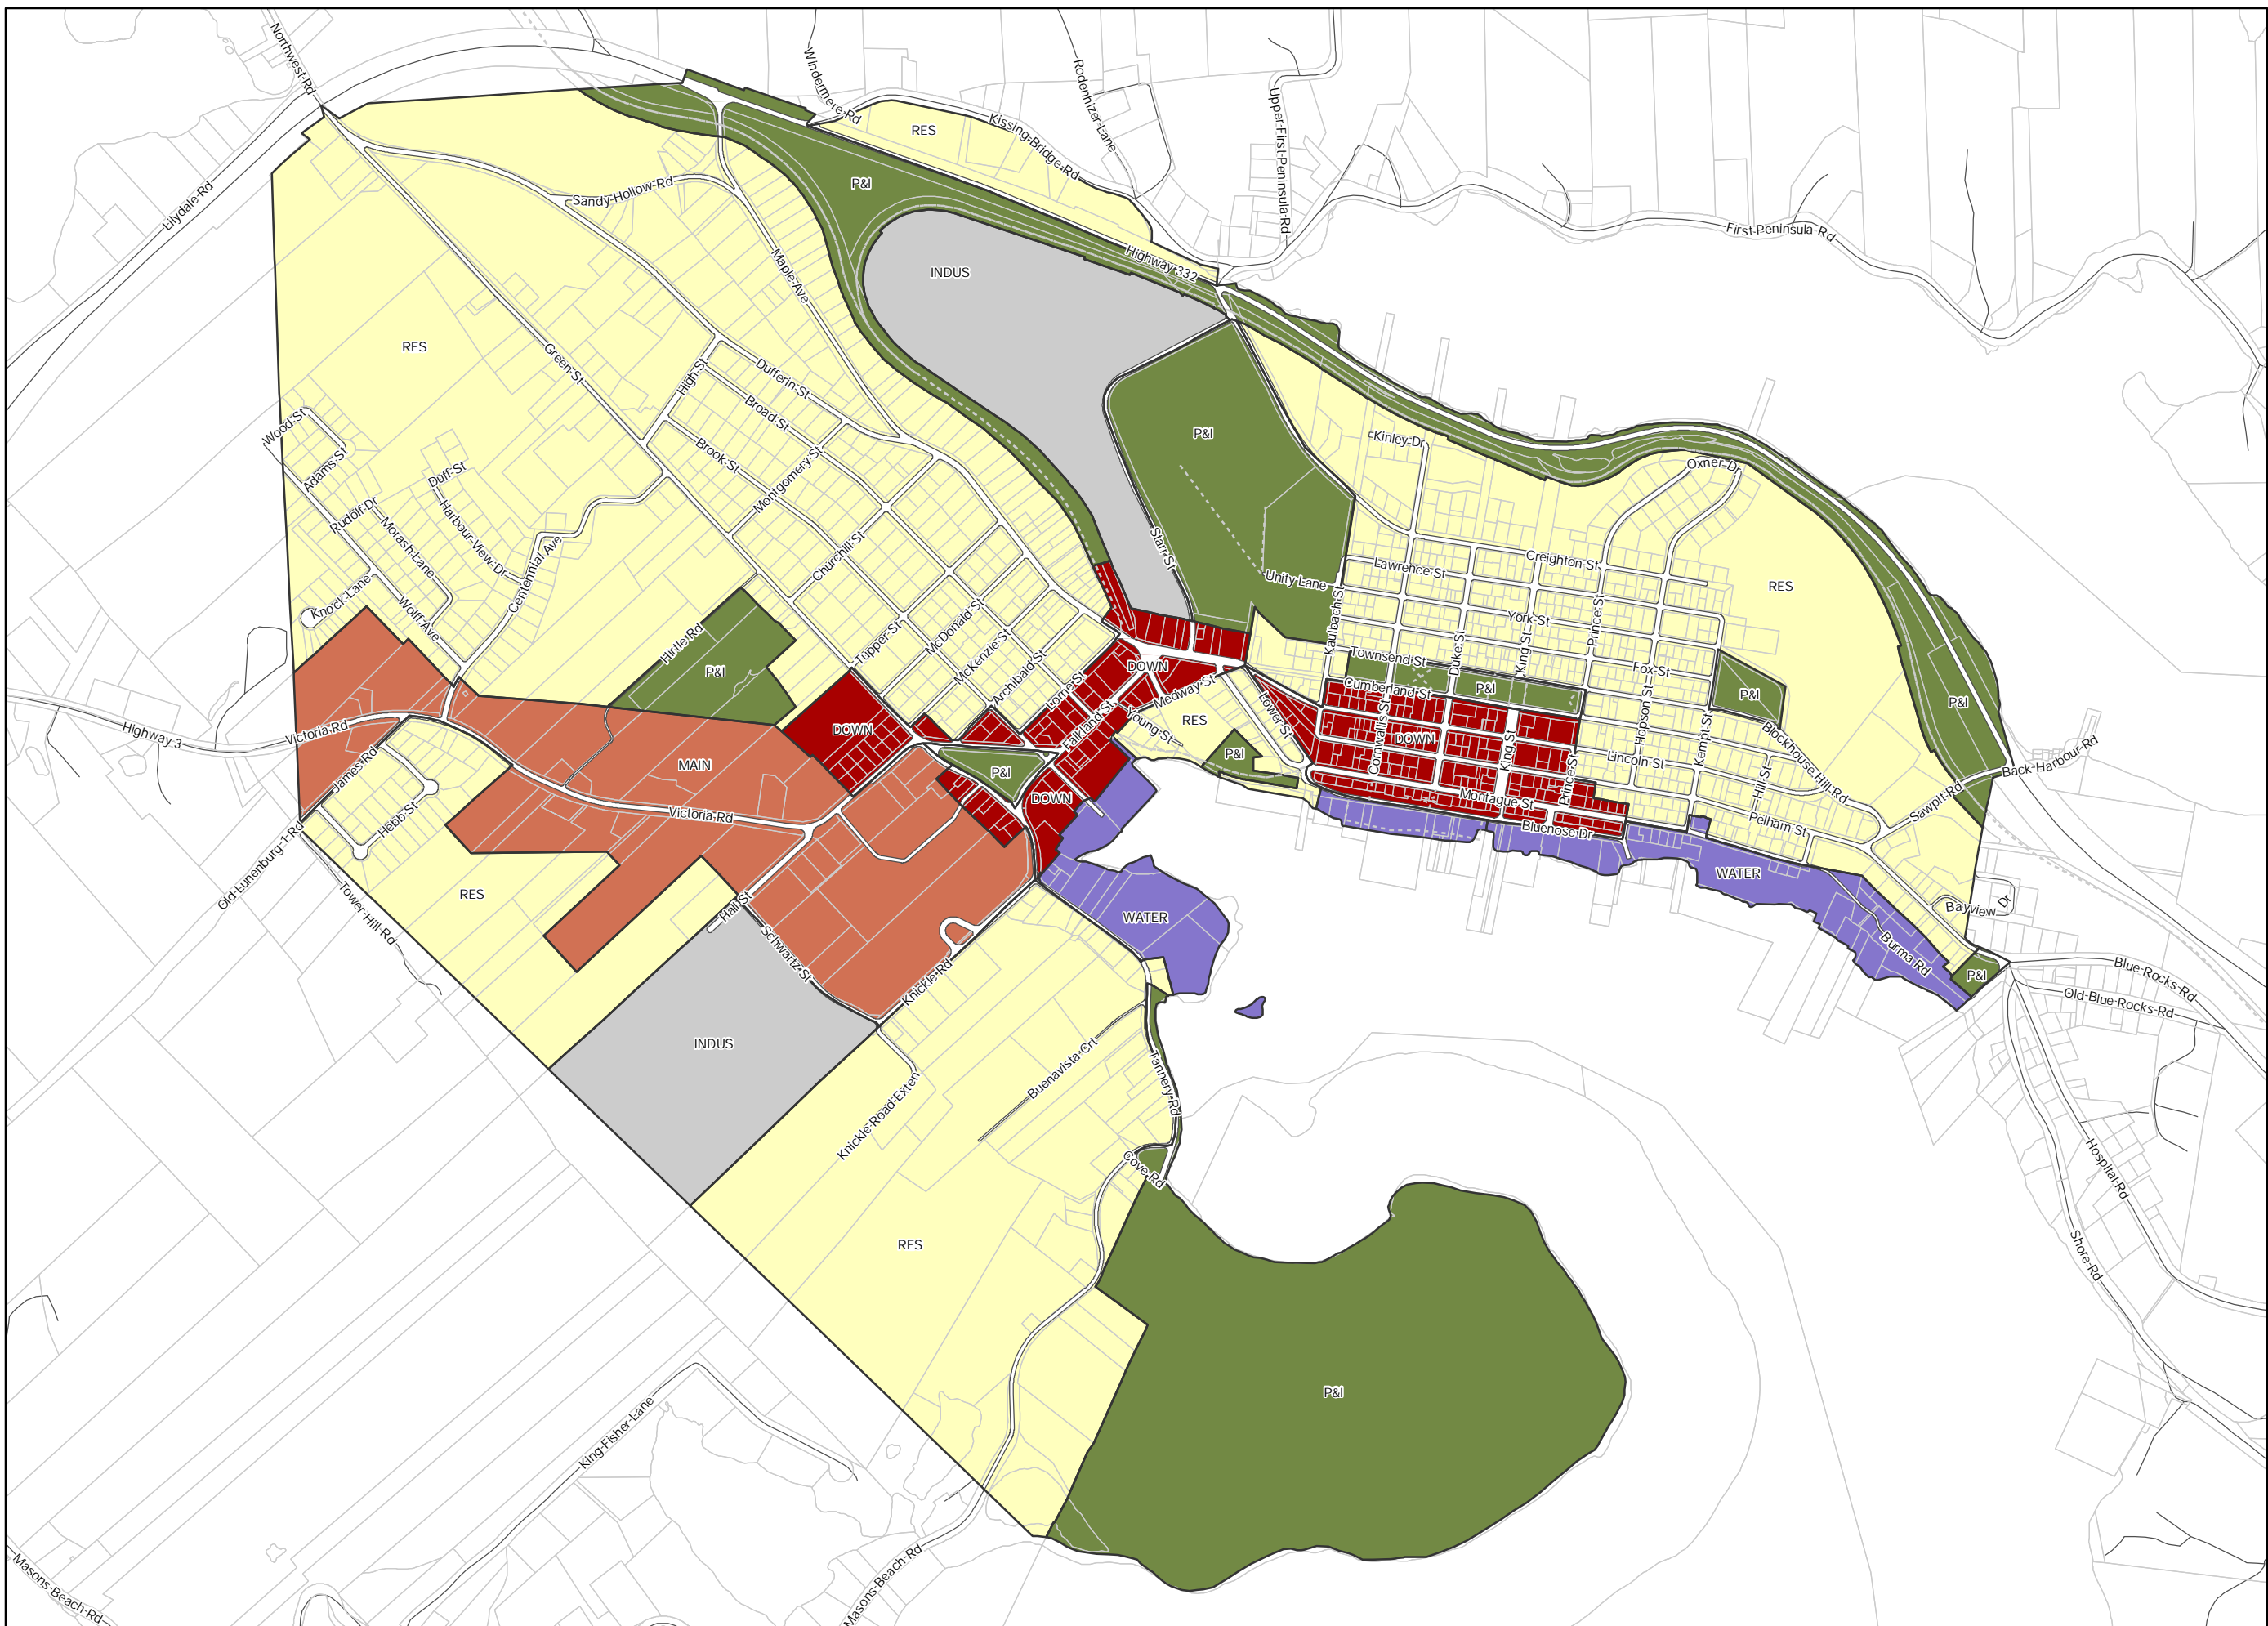 Northwest Rd
Windermere Rd
Rodenhizer Lane
Upper First Peninsula Rd
RES
Kissing Bridge Rd
Lilydale Rd
Sandy Hollow Rd
P&I
First Peninsula Rd
Highway 332
INDUS
Maple Ave
RES
Green St
High St
Dufferin St
Broad St
Brook St
Montgomery St
P&I
Kinley Dr
Oxner Dr
Wood St
Adams St
Duff St
Rudolf Dr
Morash Lane
Harbour View Dr
Centennial Ave
Churchill St
Starr St
Creighton St
Lawrence St
Unity Lane
RES
Knock Lane
Wolff Ave
Hirtle Rd
P&I
Tupper St
McDonald St
McKenzie St
Archibald St
Lorne St
Falkland St
DOWN
Medway St
Young St
RES
Lower St
Kaulbach St
York St
Prince St
King St
Duke St
Townsend St
Fox St
Cumberland St
P&I
P&I
P&I
Cornwallis St
DOWN
King St
Prince St
Hopson St
Kempt St
Lincoln St
Blockhouse Hill Rd
Hill St
Back Harbour Rd
Sawpit Rd
Highway 3
Victoria Rd
James Rd
Hebb St
MAIN
DOWN
P&I
P&I
DOWN
Victoria Rd
Montague St
Bluenose Dr
Pelham St
WATER
Old Lunenburg 1 Rd
Tower Hill Rd
RES
Hall St
Schwartz St
Knickle Rd
WATER
Bayview Dr
Burma Rd
P&I
Blue Rocks Rd
Old Blue Rocks Rd
INDUS
Knickle Road Exten
Buenavista Crt
Tannery Rd
Cove Rd
Hospital Rd
Shore Rd
RES
P&I
King Fisher Lane
Masons Beach Rd
Masons Beach Rd